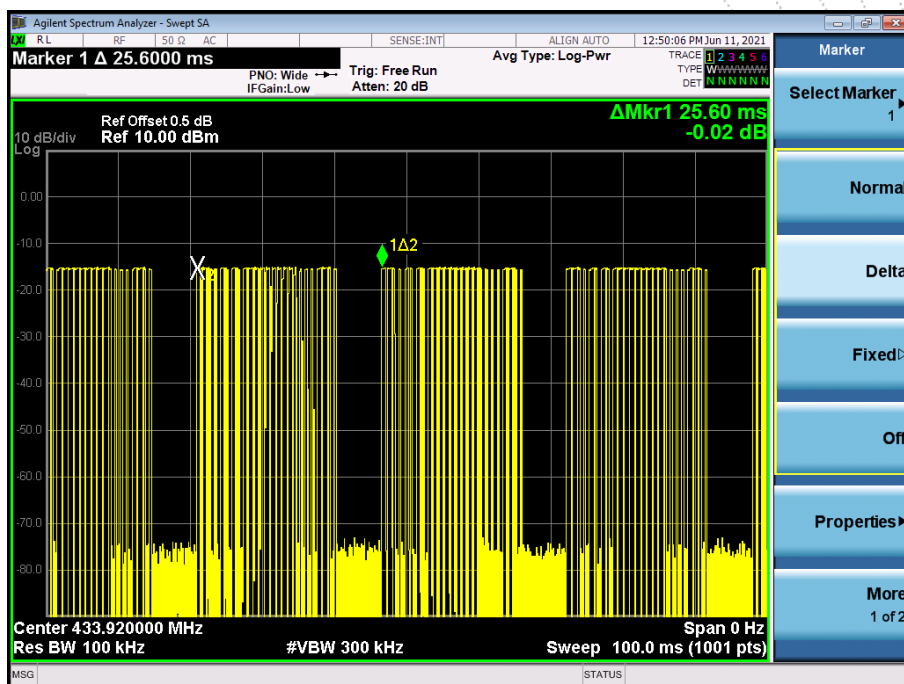 Agilent Spectrum Analyzer - Swept SA
LXI RL RF 50 Ω AC SENSE:INT ALIGN AUTO 12:50:06 PM Jun 11, 2021
Marker 1 Δ 25.6000 ms
PNO: Wide
IFGain:Low
Trig: Free Run
Atten: 20 dB
Avg Type: Log-Pwr
TRACE 1 2 3 4 5 6
TYPE WWWWWW
DET N N N N N N
Ref Offset 0.5 dB
10 dB/div Ref 10.00 dBm
Log
ΔMkr1 25.60 ms
-0.02 dB
0.00
-10.0
1Δ2
X2
-20.0
-30.0
-40.0
-50.0
-60.0
-70.0
-80.0
Center 433.920000 MHz Span 0 Hz
Res BW 100 kHz #VBW 300 kHz Sweep 100.0 ms (1001 pts)
MSG STATUS
Marker
Select Marker
1
Normal
Delta
Fixed
Off
Properties
More
1 of 2